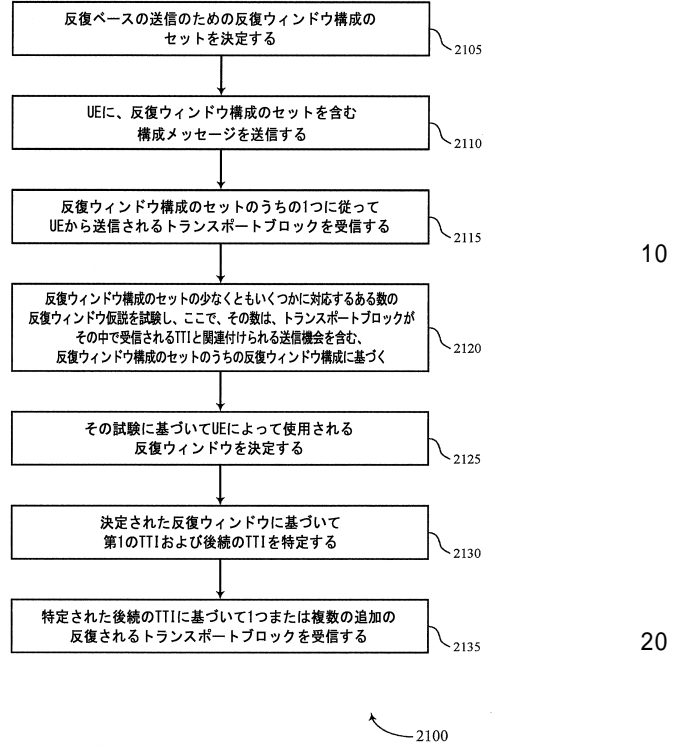 反復ベースの送信のための反復ウィンドウ構成の
セットを決定する
2105
UEに、反復ウィンドウ構成のセットを含む
構成メッセージを送信する
2110
反復ウィンドウ構成のセットのうちの1つに従って
UEから送信されるトランスポートブロックを受信する
2115
10
反復ウィンドウ構成のセットの少なくともいくつかに対応するある数の
反復ウィンドウ仮説を試験し、ここで、その数は、トランスポートブロックが
その中で受信されるTTIと関連付けられる送信機会を含む、
反復ウィンドウ構成のセットのうちの反復ウィンドウ構成に基づく
2120
その試験に基づいてUEによって使用される
反復ウィンドウを決定する
2125
決定された反復ウィンドウに基づいて
第1のTTIおよび後続のTTIを特定する
2130
特定された後続のTTIに基づいて1つまたは複数の追加の
反復されるトランスポートブロックを受信する
2135
20
2100